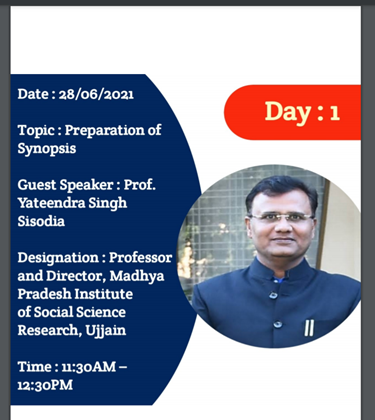 Date : 28/06/2021
Day : 1
Topic : Preparation of
Synopsis
Guest Speaker : Prof.
Yateendra Singh
Sisodia
Designation : Professor
and Director, Madhya
Pradesh Institute
of Social Science
Research, Ujjain
Time : 11:30AM –
12:30PM